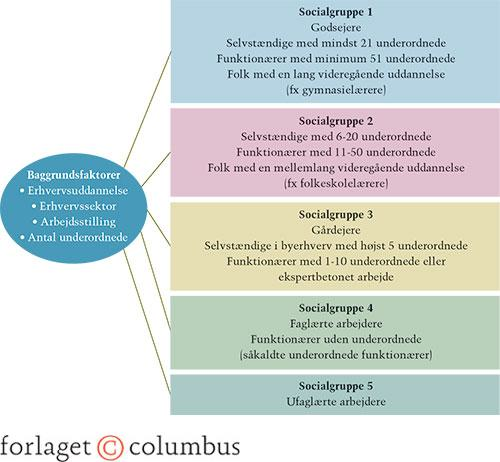 Baggrundsfaktorer
• Erhvervsuddannelse
• Erhvervssektor
• Arbejdsstilling
• Antal underordnede
Socialgruppe 1
Godsejere
Selvstændige med mindst 21 underordnede
Funktionærer med minimum 51 underordnede
Folk med en lang videregående uddannelse
(fx gymnasielærere)
Socialgruppe 2
Selvstændige med 6-20 underordnede
Funktionærer med 11-50 underordnede
Folk med en mellemlang videregående uddannelse
(fx folkeskolelærere)
Socialgruppe 3
Gårdejere
Selvstændige i byerhverv med højst 5 underordnede
Funktionærer med 1-10 underordnede eller
ekspertbetonet arbejde
Socialgruppe 4
Faglærte arbejdere
Funktionærer uden underordnede
(såkaldte underordnede funktionærer)
Socialgruppe 5
Ufaglærte arbejdere
forlaget © columbus